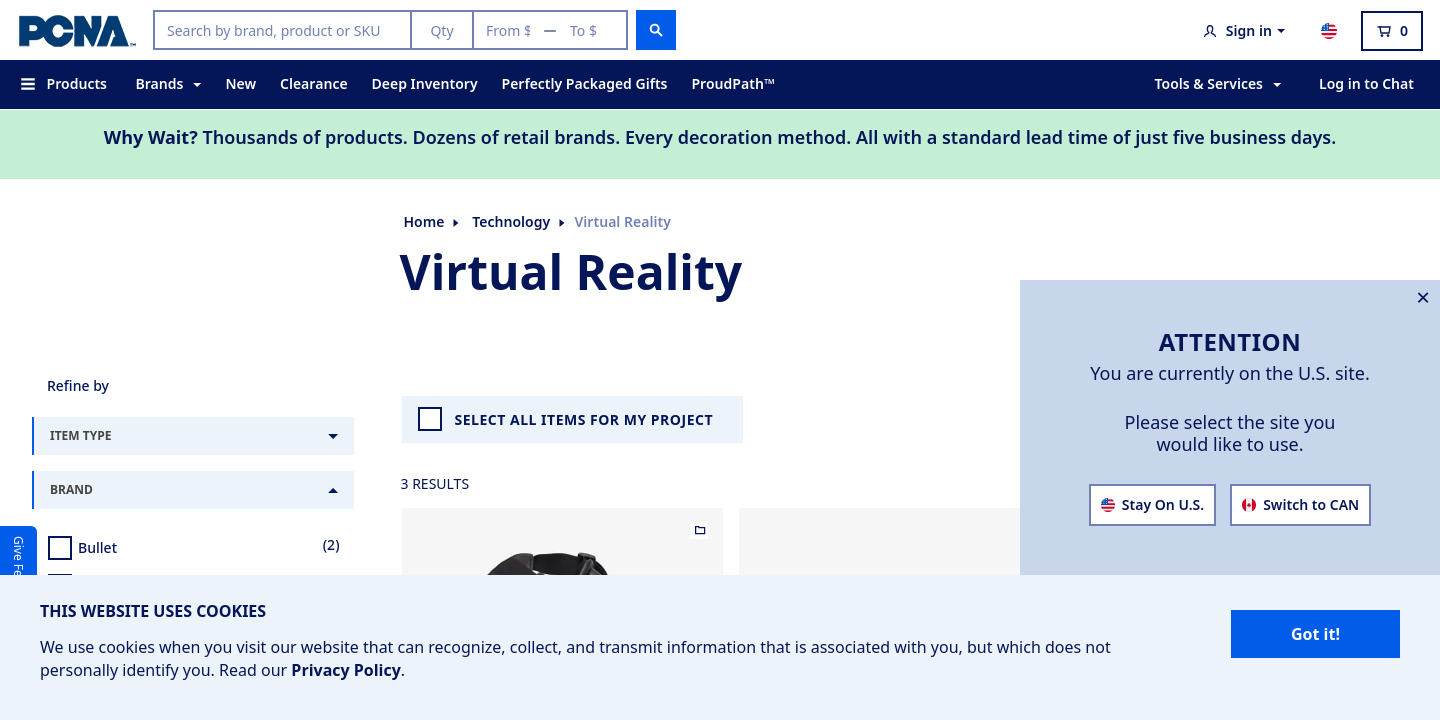 PCNA™
Search by brand, product or SKU
Qty
From $ — To $
Sign in
0
Products
Brands
New
Clearance
Deep Inventory
Perfectly Packaged Gifts
ProudPath™
Tools & Services
Log in to Chat
Why Wait? Thousands of products. Dozens of retail brands. Every decoration method. All with a standard lead time of just five business days.
Home
Technology
Virtual Reality
Virtual Reality
ATTENTION
You are currently on the U.S. site.
Please select the site you
would like to use.
Stay On U.S.
Switch to CAN
Refine by
ITEM TYPE
BRAND
Bullet
(2)
SELECT ALL ITEMS FOR MY PROJECT
3 RESULTS
Give Fe
THIS WEBSITE USES COOKIES
We use cookies when you visit our website that can recognize, collect, and transmit information that is associated with you, but which does not
personally identify you. Read our Privacy Policy.
Got it!